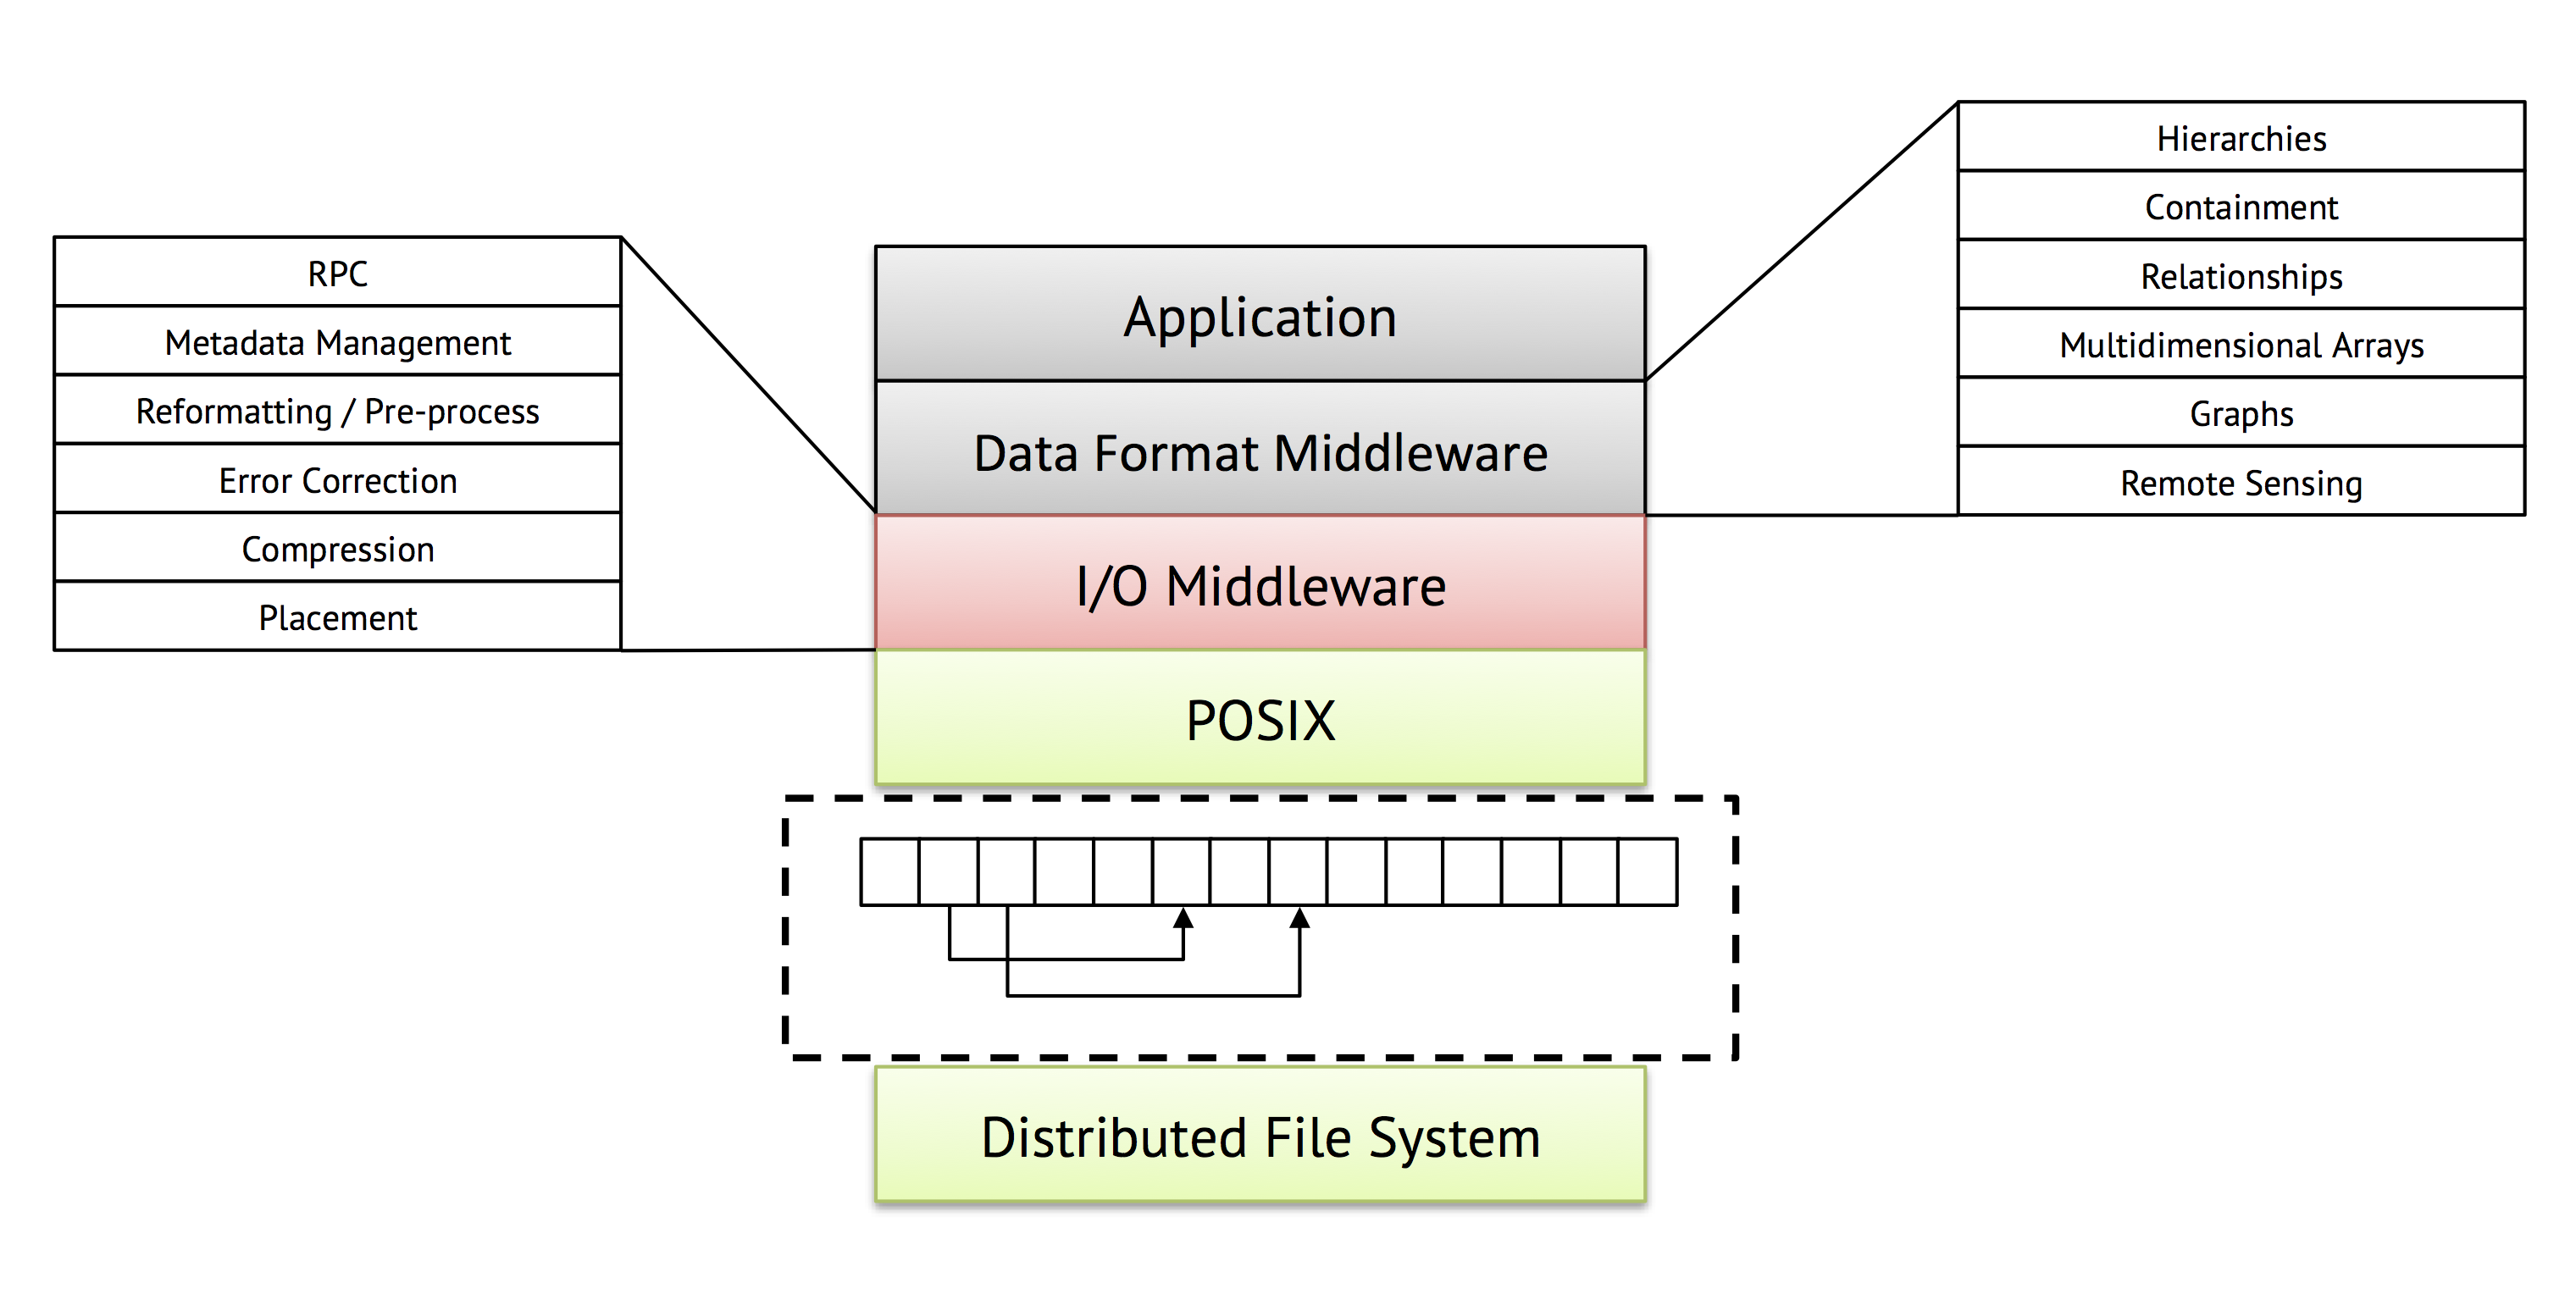 RPC
Metadata Management
Reformatting / Pre-process
Error Correction
Compression
Placement
Application
Data Format Middleware
I/O Middleware
POSIX
Distributed File System
Hierarchies
Containment
Relationships
Multidimensional Arrays
Graphs
Remote Sensing